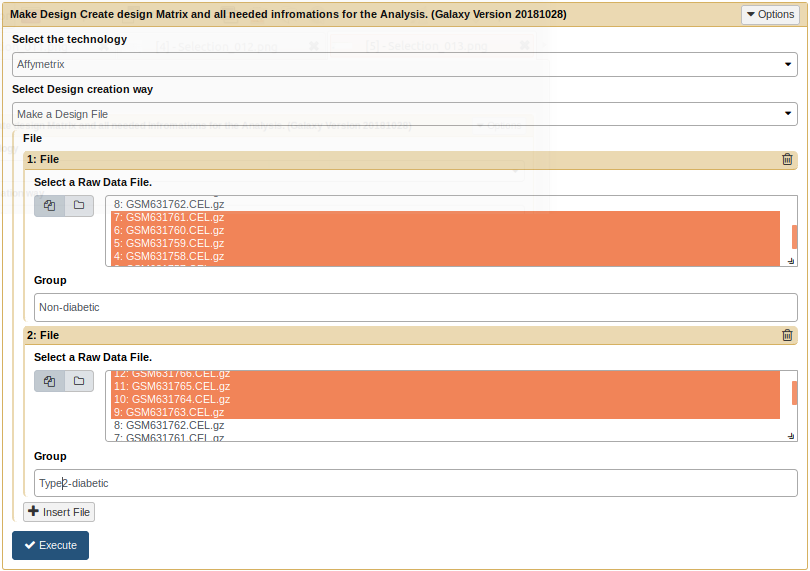 Make Design Create design Matrix and all needed infromations for the Analysis. (Galaxy Version 20181028)
Options
Select the technology
Affymetrix
Select Design creation way
Make a Design File
File
1: File
Select a Raw Data File.
8: GSM631762.CEL.gz
7: GSM631761.CEL.gz
6: GSM631760.CEL.gz
5: GSM631759.CEL.gz
4: GSM631758.CEL.gz
Group
Non-diabetic
2: File
Select a Raw Data File.
12: GSM631766.CEL.gz
11: GSM631765.CEL.gz
10: GSM631764.CEL.gz
9: GSM631763.CEL.gz
8: GSM631762.CEL.gz
7: GSM631761.CEL.gz
Group
Type2-diabetic
Insert File
Execute